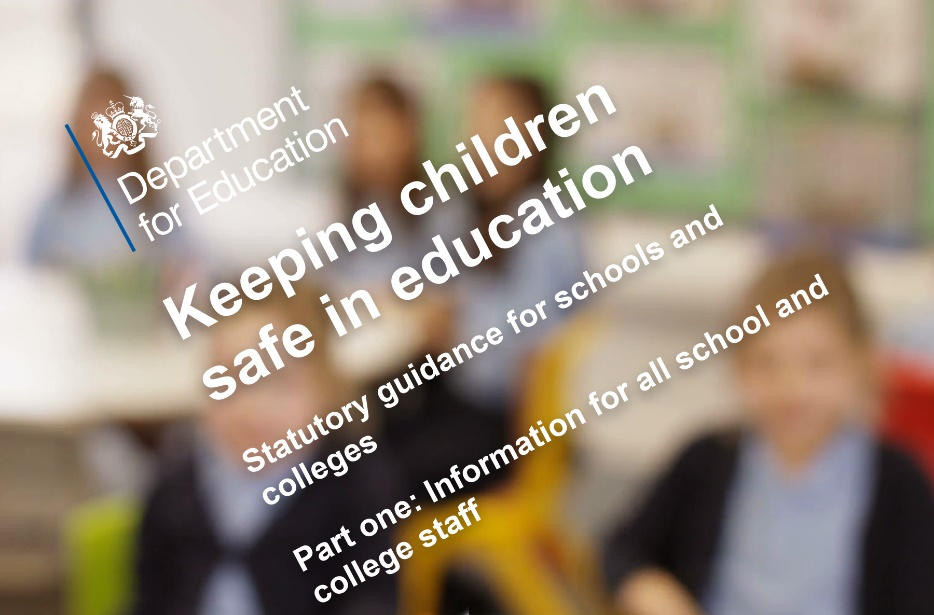 Department
for Education
Keeping children
safe in education
Statutory guidance for schools and
colleges
Part one: Information for all school and
college staff